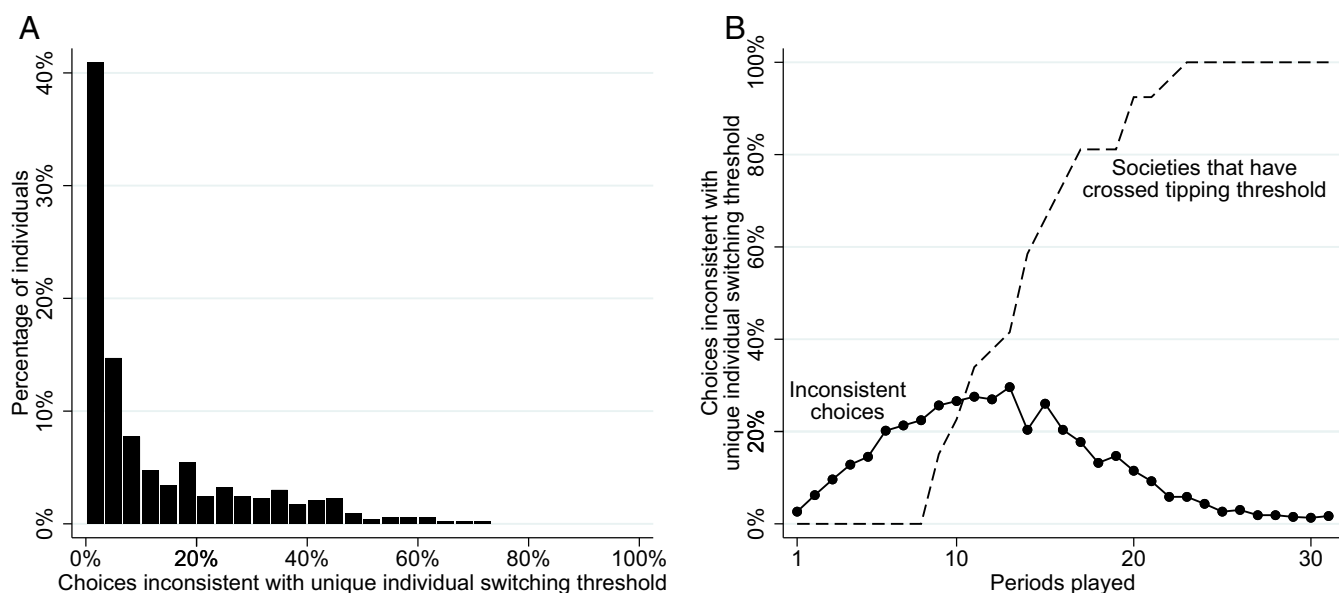 A
Percentage of individuals
40%
30%
20%
10%
0%
0%
20%
40%
60%
80%
100%
Choices inconsistent with unique individual switching threshold
B
Choices inconsistent with
unique individual switching threshold
100%
80%
60%
40%
20%
0%
Societies that have
crossed tipping threshold
Inconsistent
choices
1
10
20
30
Periods played